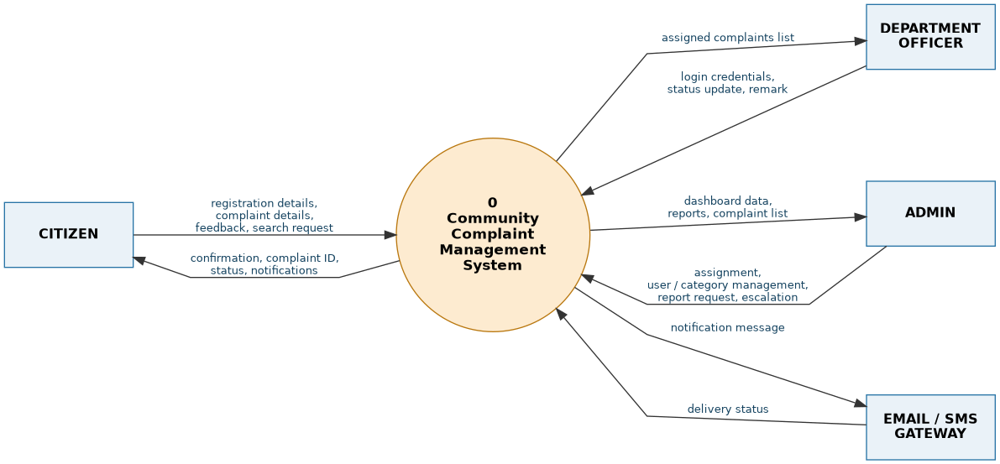 assigned complaints list
DEPARTMENT
OFFICER
login credentials,
status update, remark
registration details,
complaint details,
feedback, search request
CITIZEN
confirmation, complaint ID,
status, notifications
0
Community
Complaint
Management
System
dashboard data,
reports, complaint list
ADMIN
assignment,
user / category management,
report request, escalation
notification message
delivery status
EMAIL / SMS
GATEWAY